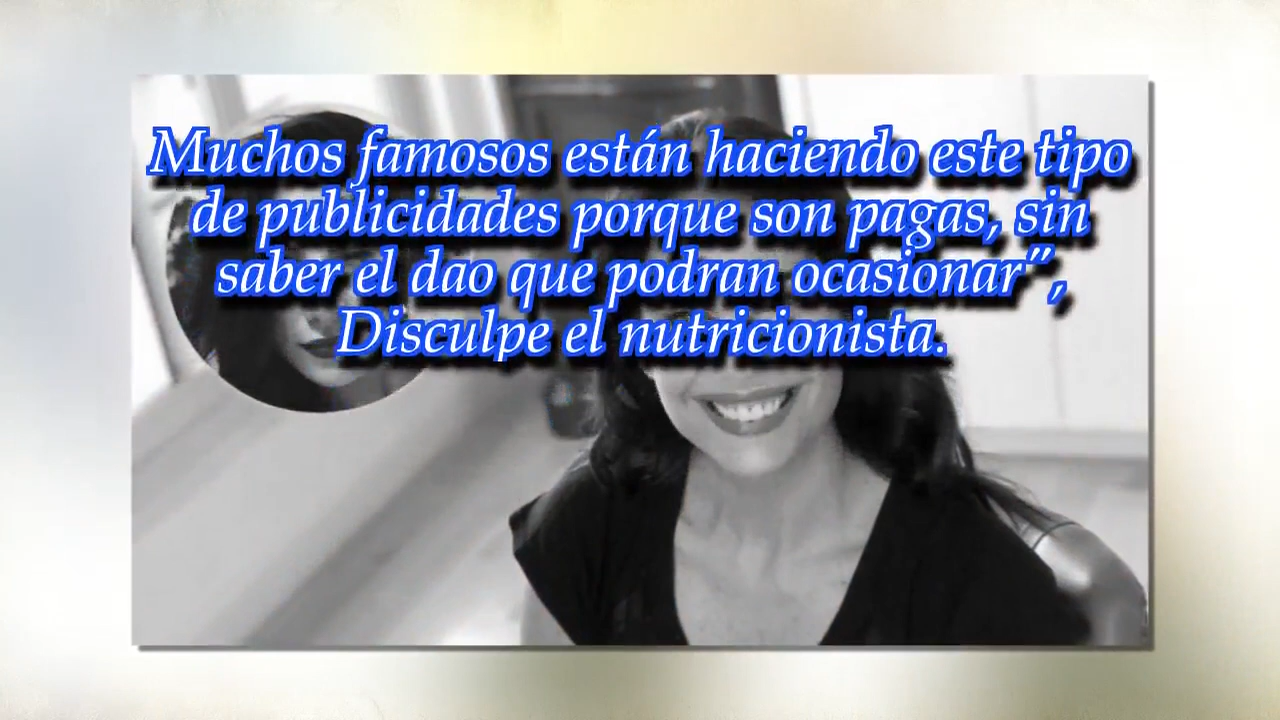 Muchos famosos están haciendo este tipo
de publicidades porque son pagas, sin
saber el dao que podran ocasionar”,
Disculpe el nutricionista.